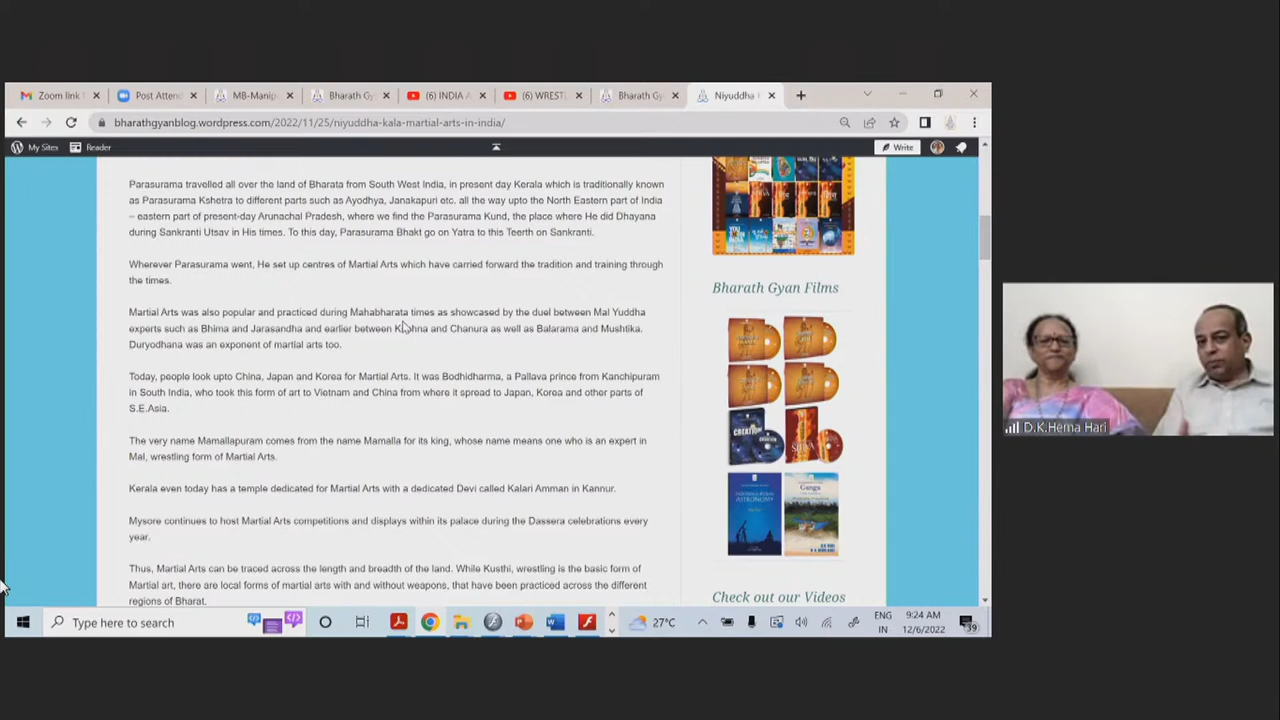 Zoom link
Post Attend
MB-Manip
Bharath Gy
(6) INDIA A
(6) WREST
Bharath Gy
Niyuddha
bharathgyanblog.wordpress.com/2022/11/25/niyuddha-kala-martial-arts-in-india/
My Sites
Reader
Write
Parasurama travelled all over the land of Bharata from South West India, in present day Kerala which is traditionally known
as Parasurama Kshetra to different parts such as Ayodhya, Janakapuri etc. all the way upto the North Eastern part of India
– eastern part of present-day Arunachal Pradesh, where we find the Parasurama Kund, the place where He did Dhayana
during Sankranti Utsav in His times. To this day, Parasurama Bhakt go on Yatra to this Teerth on Sankranti.
Wherever Parasurama went, He set up centres of Martial Arts which have carried forward the tradition and training through
the times.
Martial Arts was also popular and practiced during Mahabharata times as showcased by the duel between Mal Yuddha
experts such as Bhima and Jarasandha and earlier between Krishna and Chanura as well as Balarama and Mushtika.
Duryodhana was an exponent of martial arts too.
Today, people look upto China, Japan and Korea for Martial Arts. It was Bodhidharma, a Pallava prince from Kanchipuram
in South India, who took this form of art to Vietnam and China from where it spread to Japan, Korea and other parts of
S.E.Asia.
The very name Mamallapuram comes from the name Mamalla for its king, whose name means one who is an expert in
Mal, wrestling form of Martial Arts.
Kerala even today has a temple dedicated for Martial Arts with a dedicated Devi called Kalari Amman in Kannur.
Mysore continues to host Martial Arts competitions and displays within its palace during the Dassera celebrations every
year.
Thus, Martial Arts can be traced across the length and breadth of the land. While Kusthi, wrestling is the basic form of
Martial art, there are local forms of martial arts with and without weapons, that have been practiced across the different
regions of Bharat.
Bharath Gyan Films
CREATION
SHIVA
ASTRONOMY
Ganga
Check out our Videos
D.K.Hema Hari
Type here to search
27°C
ENG
IN
9:24 AM
12/6/2022
39